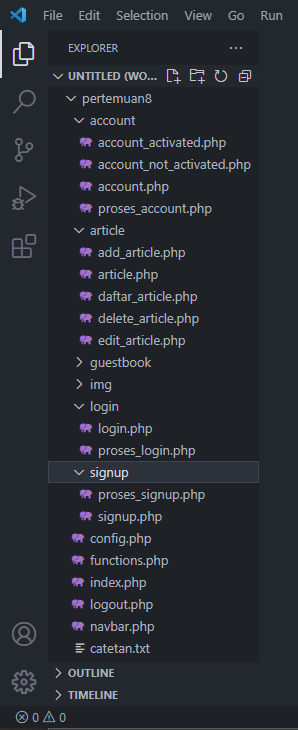 File Edit Selection View Go Run
EXPLORER
UNTITLED (WO...
pertemuan8
account
account_activated.php
account_not_activated.php
account.php
proses_account.php
article
add_article.php
article.php
daftar_article.php
delete_article.php
edit_article.php
guestbook
img
login
login.php
proses_login.php
signup
proses_signup.php
signup.php
config.php
functions.php
index.php
logout.php
navbar.php
catetan.txt
OUTLINE
TIMELINE
0 0